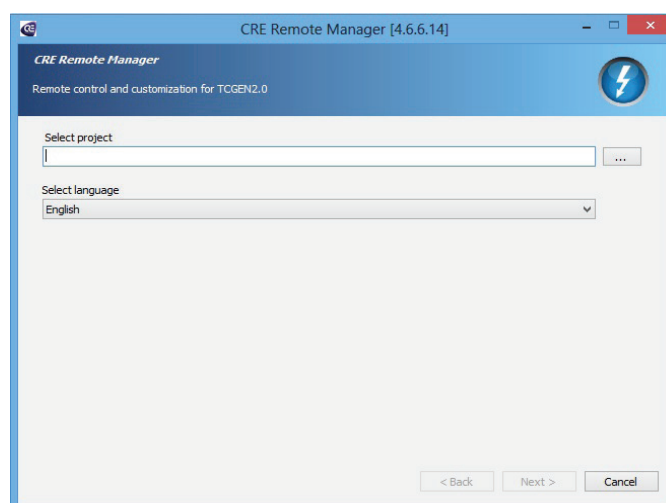 CRE Remote Manager [4.6.6.14]
CRE Remote Manager
Remote control and customization for TCGEN2.0
Select project
...
Select language
English
< Back Next > Cancel